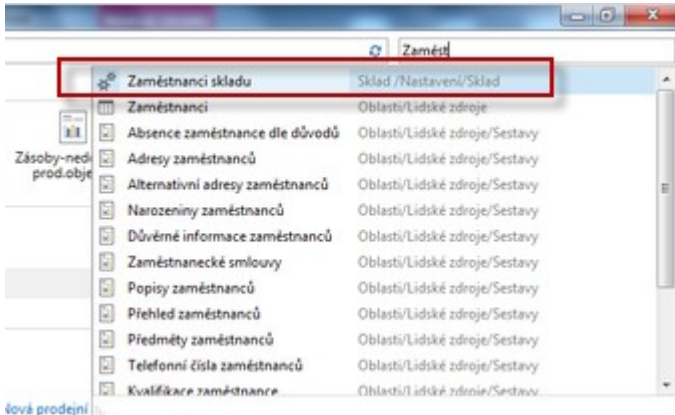 Zaměst
Zaměstnanci skladu Sklad /Nastavení/Sklad
Zaměstnanci Oblasti/Lidské zdroje
Absence zaměstnance dle důvodů Oblasti/Lidské zdroje/Sestavy
Zásoby-ned
prod.obje
Adresy zaměstnanců Oblasti/Lidské zdroje/Sestavy
Alternativní adresy zaměstnanců Oblasti/Lidské zdroje/Sestavy
Narozeniny zaměstnanců Oblasti/Lidské zdroje/Sestavy
Důvěrné informace zaměstnanců Oblasti/Lidské zdroje/Sestavy
Zaměstnanecké smlouvy Oblasti/Lidské zdroje/Sestavy
Popisy zaměstnanců Oblasti/Lidské zdroje/Sestavy
Přehled zaměstnanců Oblasti/Lidské zdroje/Sestavy
Předměty zaměstnanců Oblasti/Lidské zdroje/Sestavy
Telefonní čísla zaměstnanců Oblasti/Lidské zdroje/Sestavy
Kvalifikace zaměstnance Oblasti/Lidské zdroje/Sestavy
Nová prodejní